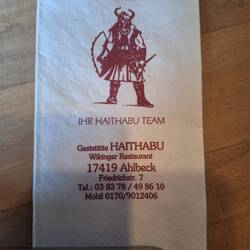 IHR HAITHABU TEAM
Gaststätte HAITHABU
Wikinger Restaurant
17419 Ahlbeck
Friedrichstr. 7
Tel.: 03 83 78 / 49 86 10
Mobil 0170/9012406